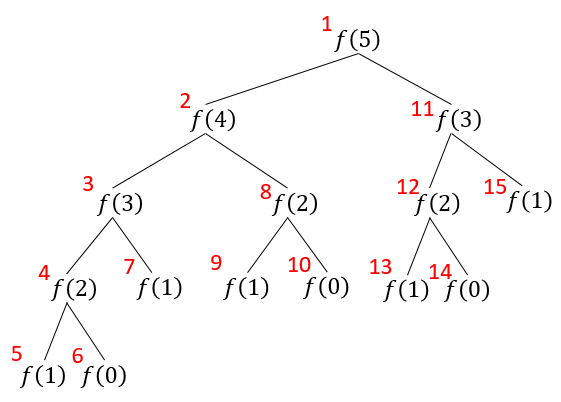 1 f(5)
2 f(4) 11 f(3)
3 f(3) 8 f(2) 12 f(2) 15 f(1)
4 f(2) 7 f(1) 9 f(1) 10 f(0) 13 f(1) 14 f(0)
5 f(1) 6 f(0)